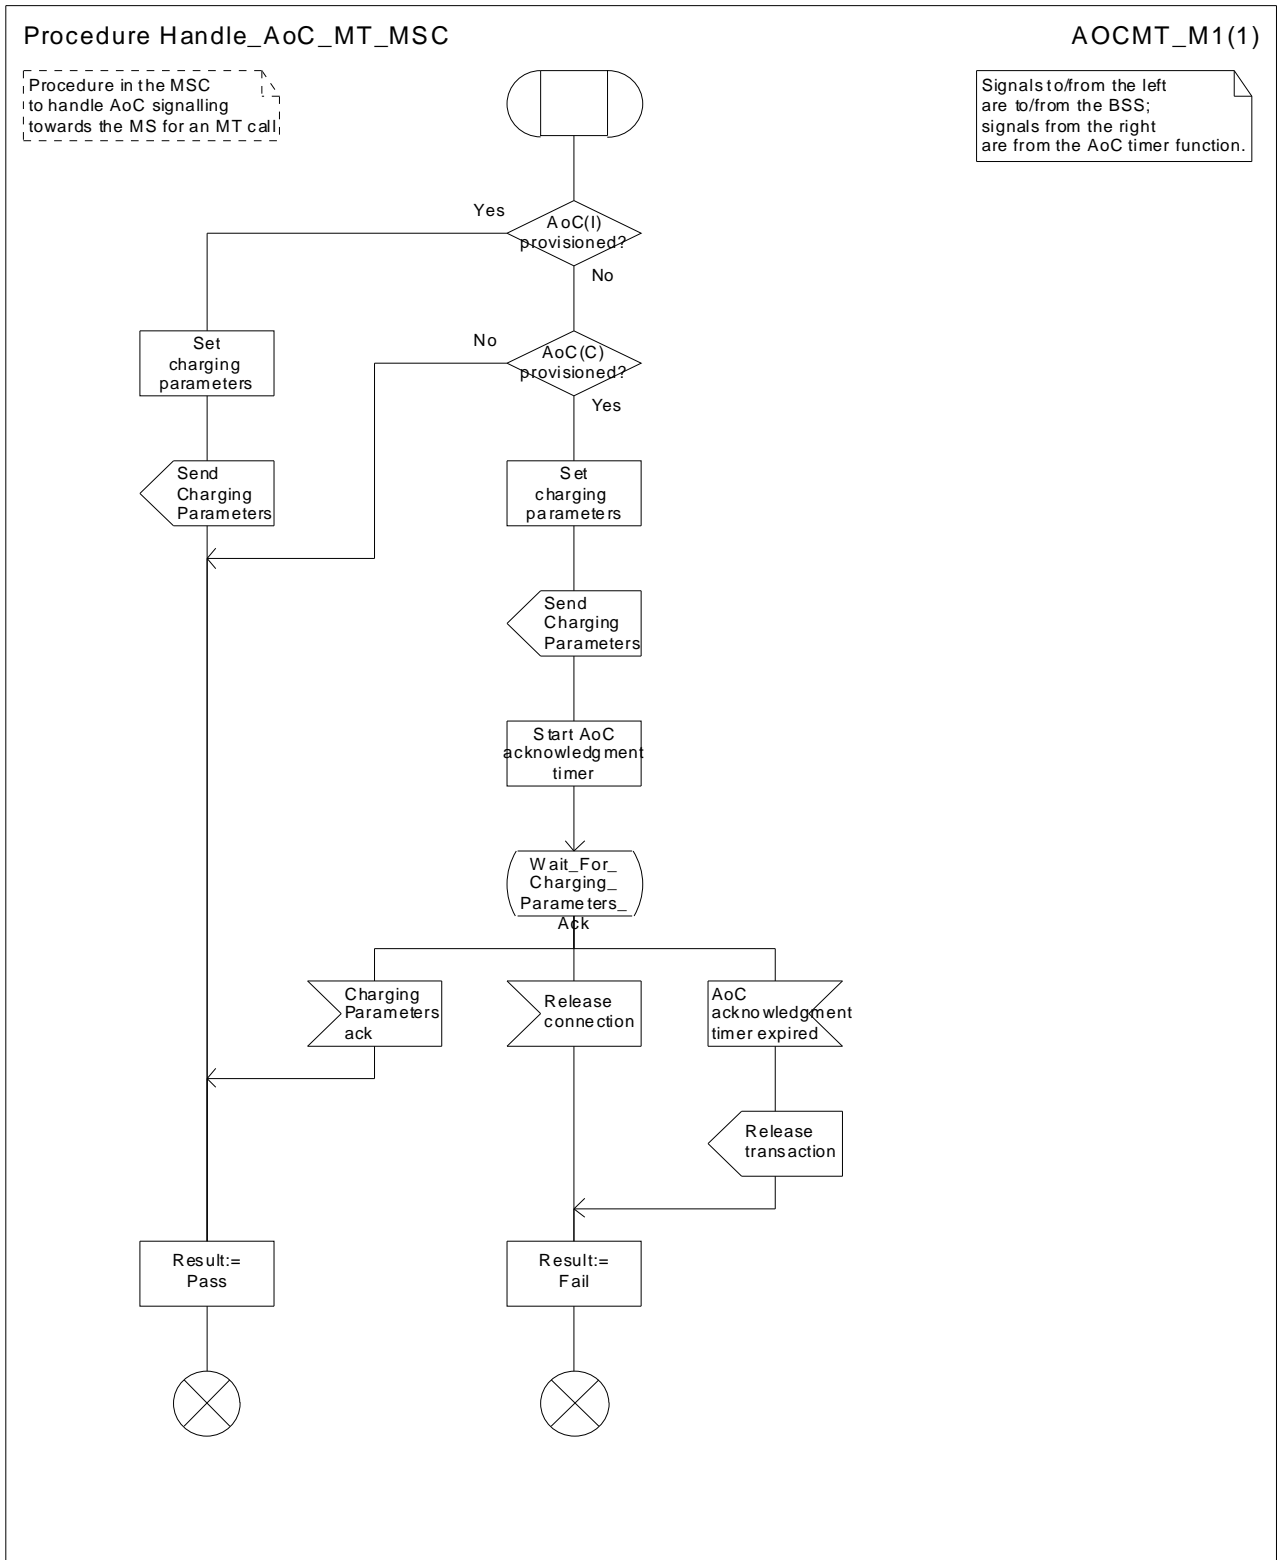 Procedure Handle_AoC_MT_MSC
AOCMT_M1(1)
Procedure in the MSC
to handle AoC signalling
towards the MS for an MT call
Signals to/from the left
are to/from the BSS;
signals from the right
are from the AoC timer function.
Yes
AoC(I)
provisioned?
No
No
AoC(C)
provisioned?
Yes
Set
charging
parameters
Send
Charging
Parameters
Set
charging
parameters
Send
Charging
Parameters
Start AoC
acknowledgment
timer
Wait_For_
Charging_
Parameters_
Ack
Charging
Parameters
ack
Release
connection
AoC
acknowledgment
timer expired
Release
transaction
Result:=
Pass
Result:=
Fail